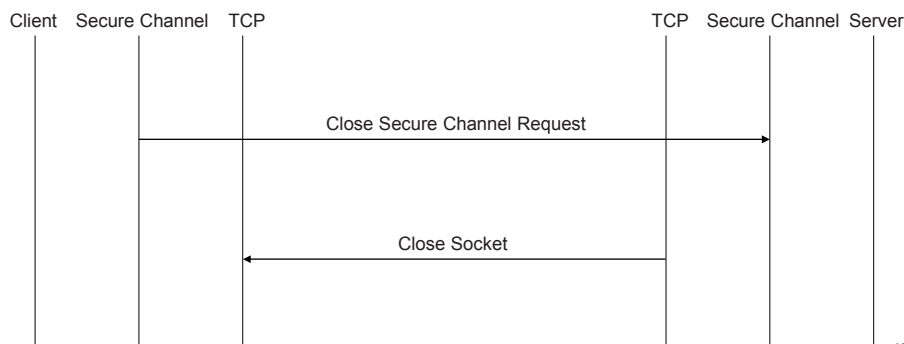 Client Secure Channel TCP TCP Secure Channel Server
Close Secure Channel Request
Close Socket